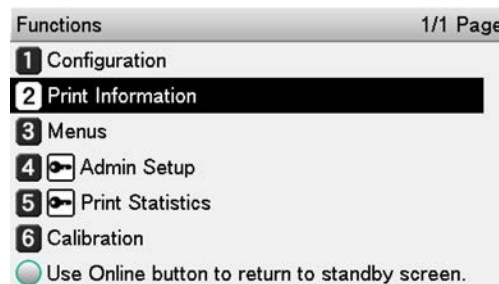 Functions 1/1 Page
1 Configuration
2 Print Information
3 Menus
4 Admin Setup
5 Print Statistics
6 Calibration
Use Online button to return to standby screen.